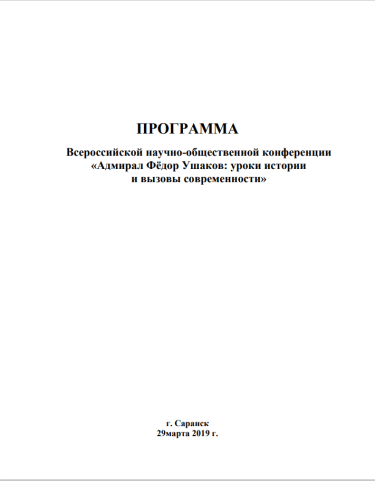 ПРОГРАММА
Всероссийской научно-общественной конференции
«Адмирал Фёдор Ушаков: уроки истории
и вызовы современности»
г. Саранск
29марта 2019 г.